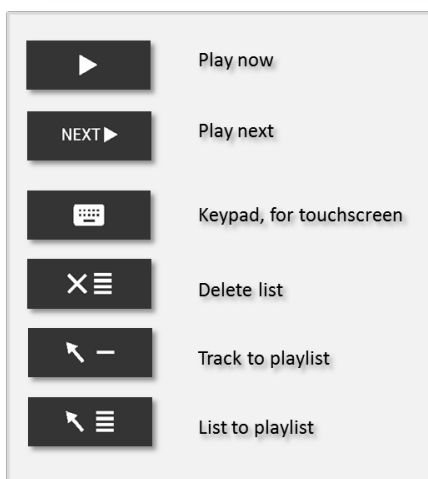 Play now
NEXT Play next
Keypad, for touchscreen
Delete list
Track to playlist
List to playlist